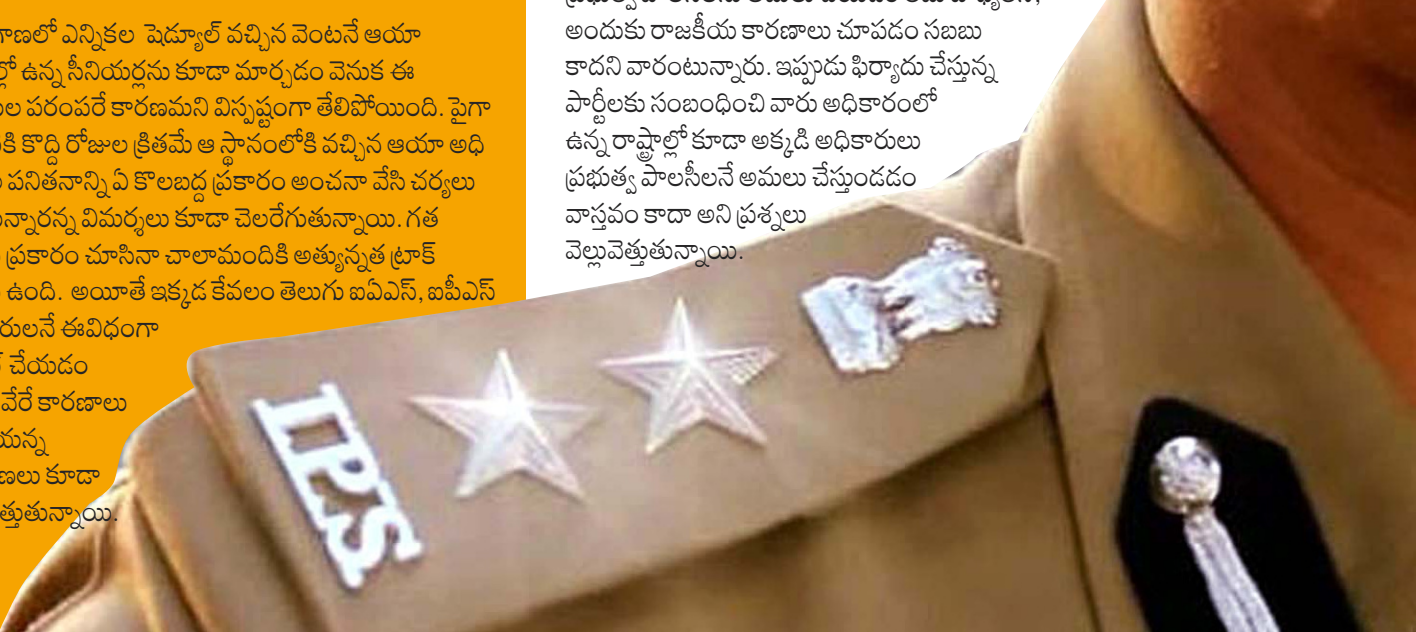 ఎన్నికల షెడ్యూల్ వచ్చిన వెంటనే ఆయా
ఉన్న సీనియర్లను కూడా మార్చడం వెనుక ఈ
పరంపరే కారణమని విస్పష్టంగా తేలిపోయింది. పైగా
కొద్ది రోజుల క్రితమే ఆ స్థానంలోకి వచ్చిన ఆయా అధి
పనితనాన్ని ఏ కొలబద్ద ప్రకారం అంచనా వేసి చర్యలు
విమర్శలు కూడా చెలరేగుతున్నాయి. గత
ప్రకారం చూసినా చాలామందికి అత్యున్నత ట్రాక్
ఉంది. అయితే ఇక్కడ కేవలం తెలుగు ఐఏఎస్, ఐపీఎస్
ఈవిధంగా
చేయడం
వేరే కారణాలు
కూడా
అందుకు రాజకీయ కారణాలు చూపడం సబబు
కాదని వారంటున్నారు. ఇప్పుడు ఫిర్యాదు చేస్తున్న
పార్టీలకు సంబంధించి వారు అధికారంలో
ఉన్న రాష్ట్రాల్లో కూడా అక్కడి అధికారులు
ప్రభుత్వ పాలసీలనే అమలు చేస్తుండడం
వాస్తవం కాదా అని ప్రశ్నలు
వెల్లువెత్తుతున్నాయి.
IPS